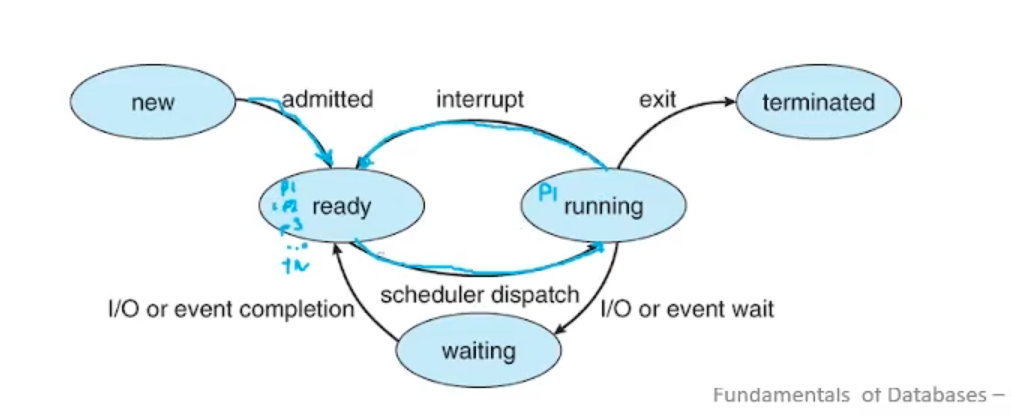 new
admitted
interrupt
exit
terminated
P1
P2
P3
...
ready
P1
running
I/O or event completion
scheduler dispatch
I/O or event wait
waiting
Fundamentals of Databases –